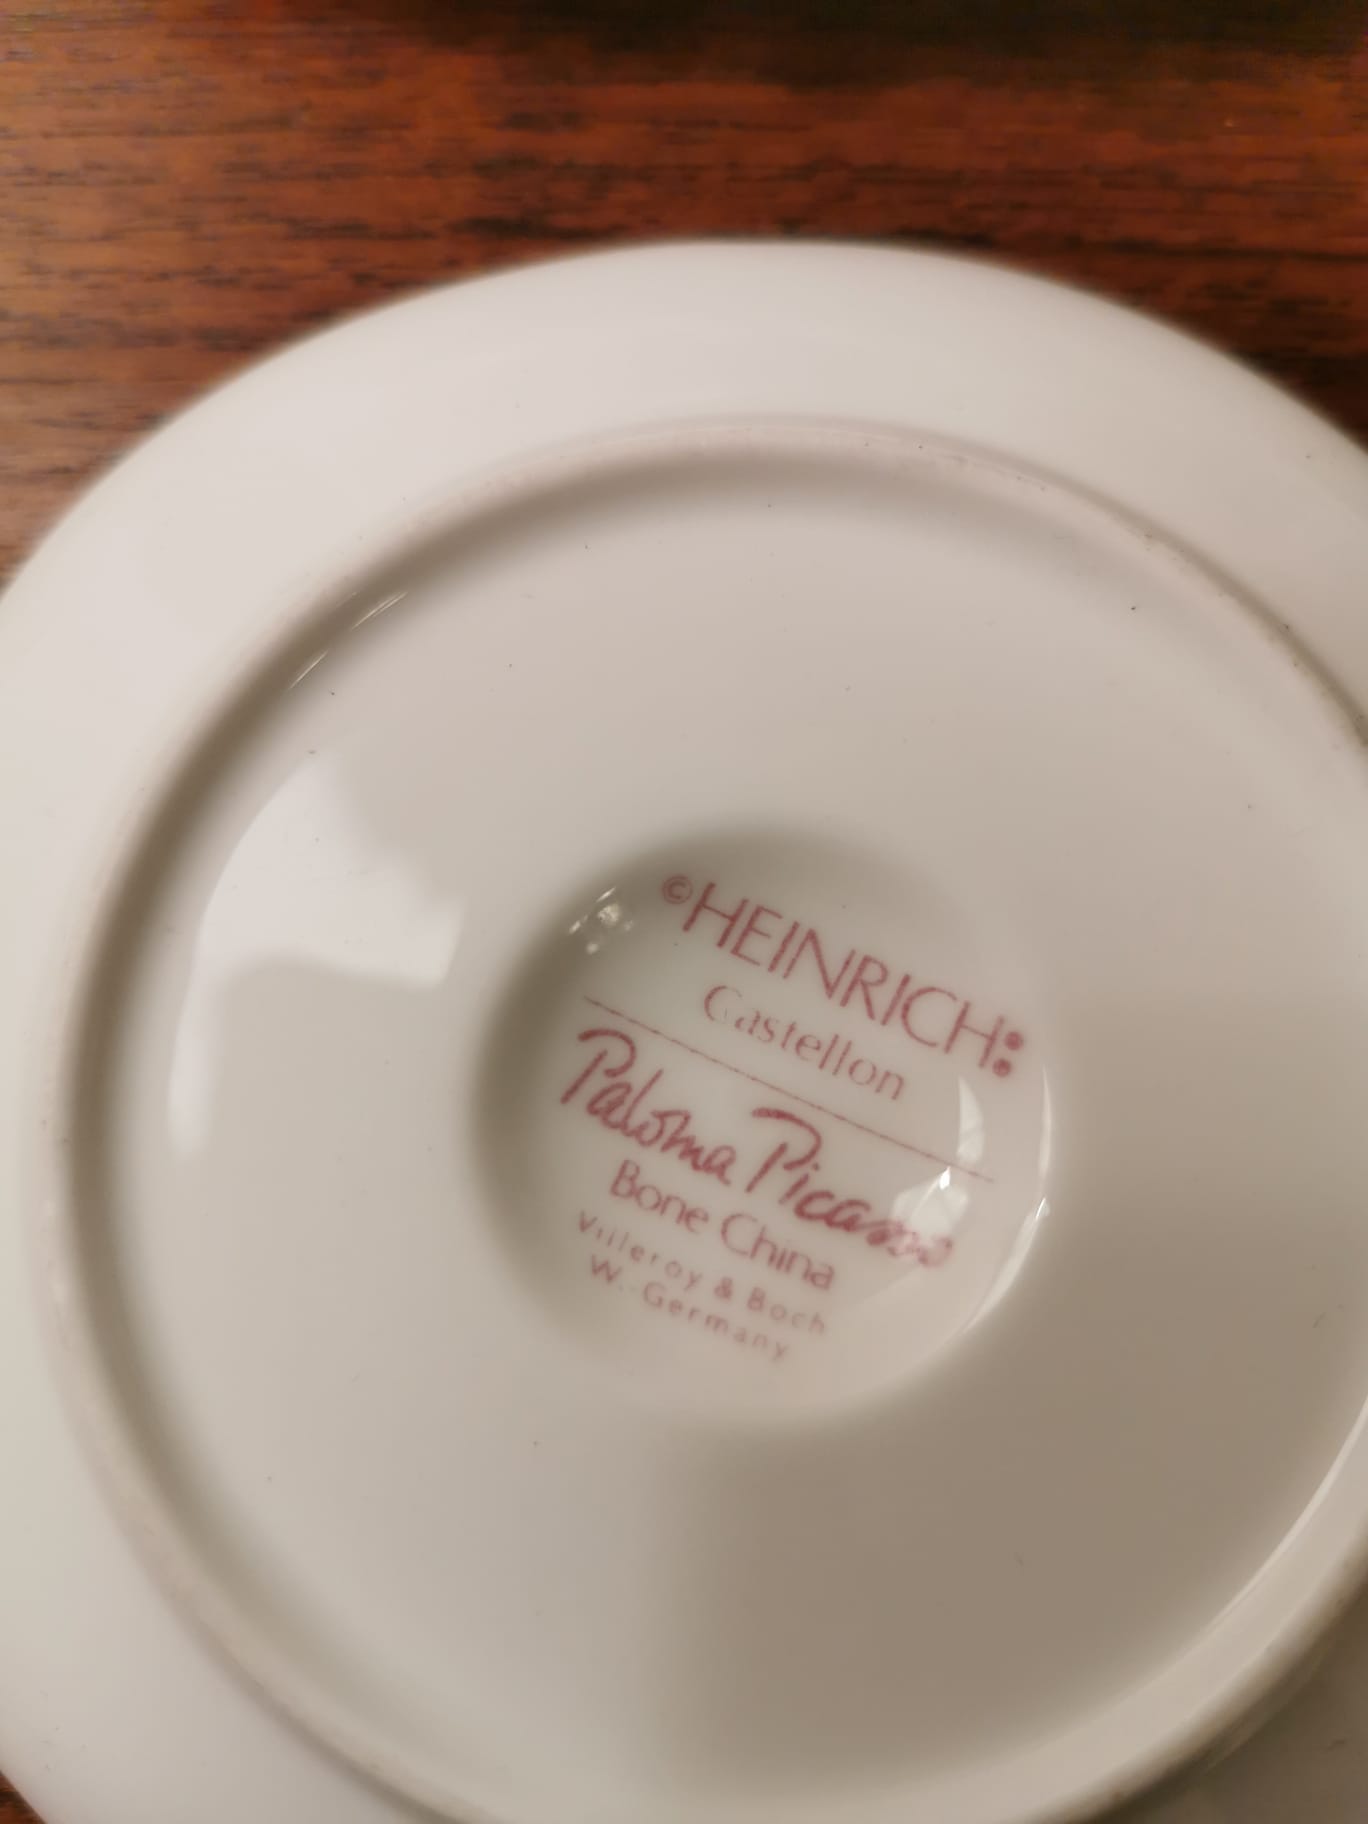 ©HEINRICH:
Castellon
Paloma Picasso
Bone China
Villeroy & Boch
W. Germany